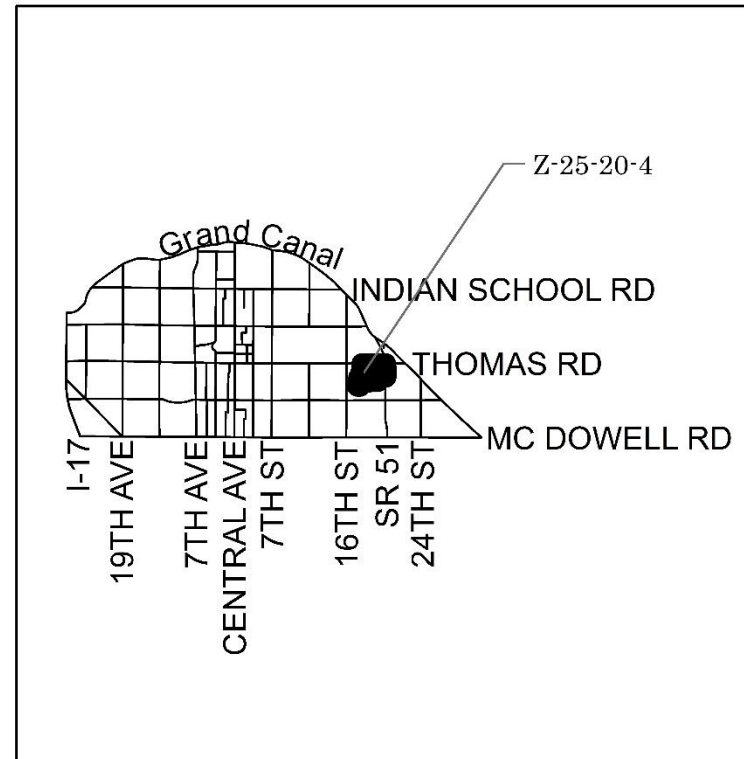 Z-25-20-4
Grand Canal
INDIAN SCHOOL RD
THOMAS RD
MC DOWELL RD
I-17
19TH AVE
7TH AVE
CENTRAL AVE
7TH ST
16TH ST
SR 51
24TH ST